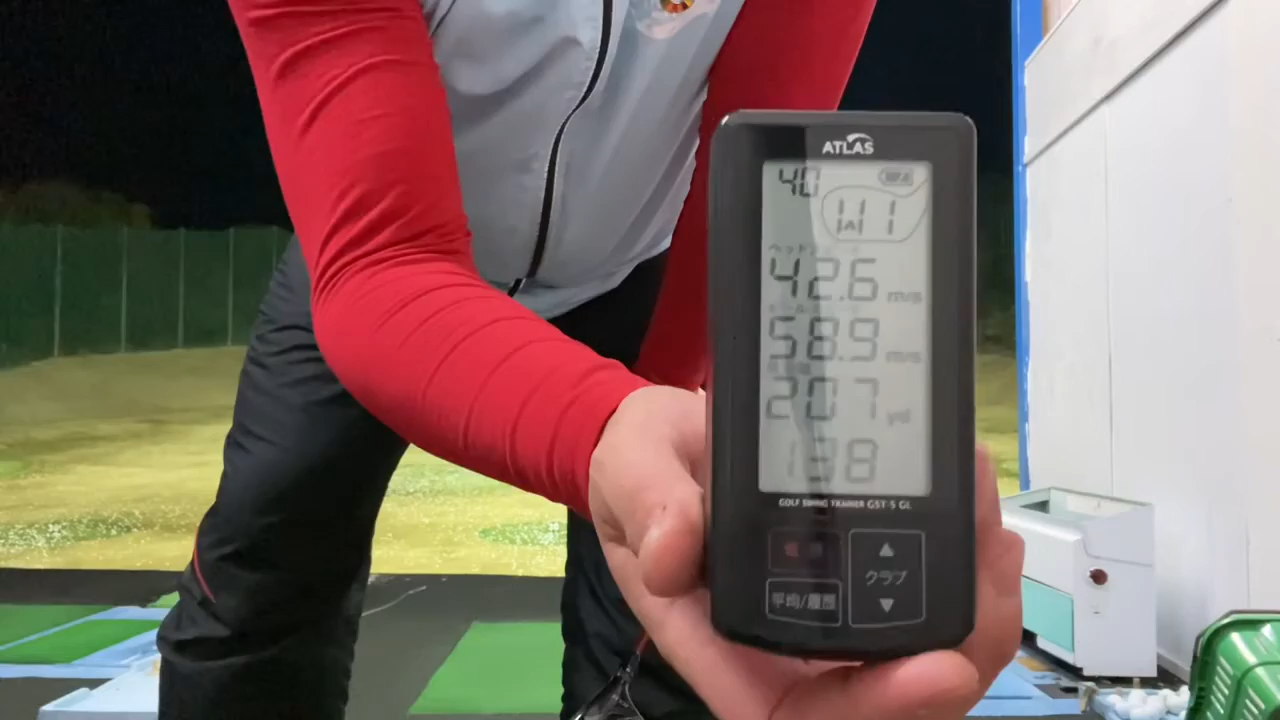 ATLAS
40
W1
42.6 m/s
58.9 m/s
207 yd
138
GOLF SWING TRAINER GST-5 GL
クラブ
平均/履歴